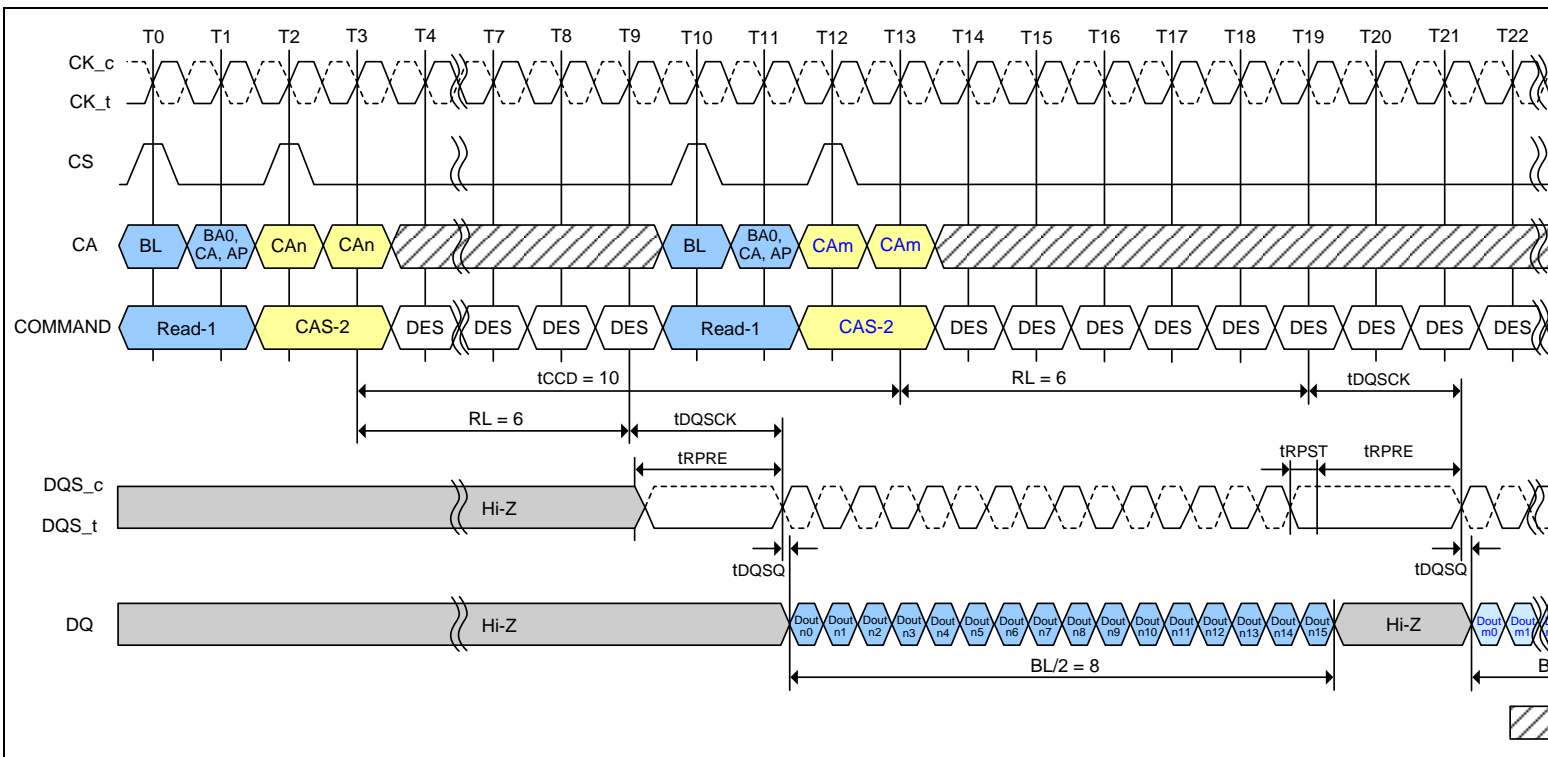 T0 T1 T2 T3 T4 T7 T8 T9 T10 T11 T12 T13 T14 T15 T16 T17 T18 T19 T20 T21 T22
CK_c
CK_t
CS
CA BL BA0, CA, AP CAn CAn BL BA0, CA, AP CAm CAm
COMMAND Read-1 CAS-2 DES DES DES DES Read-1 CAS-2 DES DES DES DES DES DES DES DES DES
tCCD = 10 RL = 6 tDQSCK
RL = 6 tDQSCK
tRPRE tRPST tRPRE
DQS_c
Hi-Z
DQS_t
tDQSQ tDQSQ
DQ Hi-Z Dout n0 Dout n1 Dout n2 Dout n3 Dout n4 Dout n5 Dout n6 Dout n7 Dout n8 Dout n9 Dout n10 Dout n11 Dout n12 Dout n13 Dout n14 Dout n15 Hi-Z Dout m0 Dout m1
BL/2 = 8 B